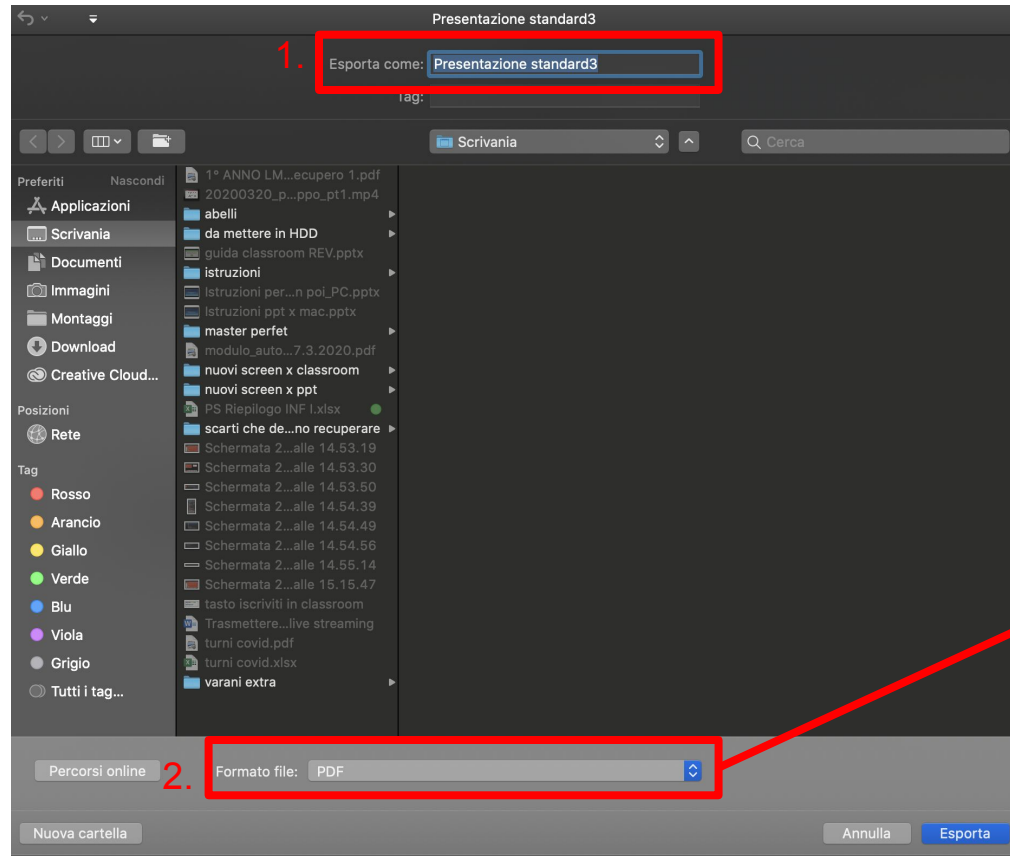 Presentazione standard3
1.
Esporta come: Presentazione standard3
Tag:
Scrivania
Cerca
Preferiti Nascondi
Applicazioni
Scrivania
Documenti
Immagini
Montaggi
Download
Creative Cloud...
Posizioni
Rete
Tag
Rosso
Arancio
Giallo
Verde
Blu
Viola
Grigio
Tutti i tag...
1° ANNO LM...ecupero 1.pdf
20200320_p...ppo_pt1.mp4
abelli
da mettere in HDD
guida classroom REV.pptx
istruzioni
Istruzioni per...n poi_PC.pptx
Istruzioni ppt x mac.pptx
master perfet
modulo_auto...7.3.2020.pdf
nuovi screen x classroom
nuovi screen x ppt
PS Riepilogo INF I.xlsx
scarti che de...no recuperare
Schermata 2...alle 14.53.19
Schermata 2...alle 14.53.30
Schermata 2...alle 14.53.50
Schermata 2...alle 14.54.39
Schermata 2...alle 14.54.49
Schermata 2...alle 14.54.56
Schermata 2...alle 14.55.14
Schermata 2...alle 15.15.47
tasto iscriviti in classroom
Trasmettere...live streaming
turni covid.pdf
turni covid.xlsx
varani extra
Percorsi online
2.
Formato file: PDF
Nuova cartella
Annulla
Esporta